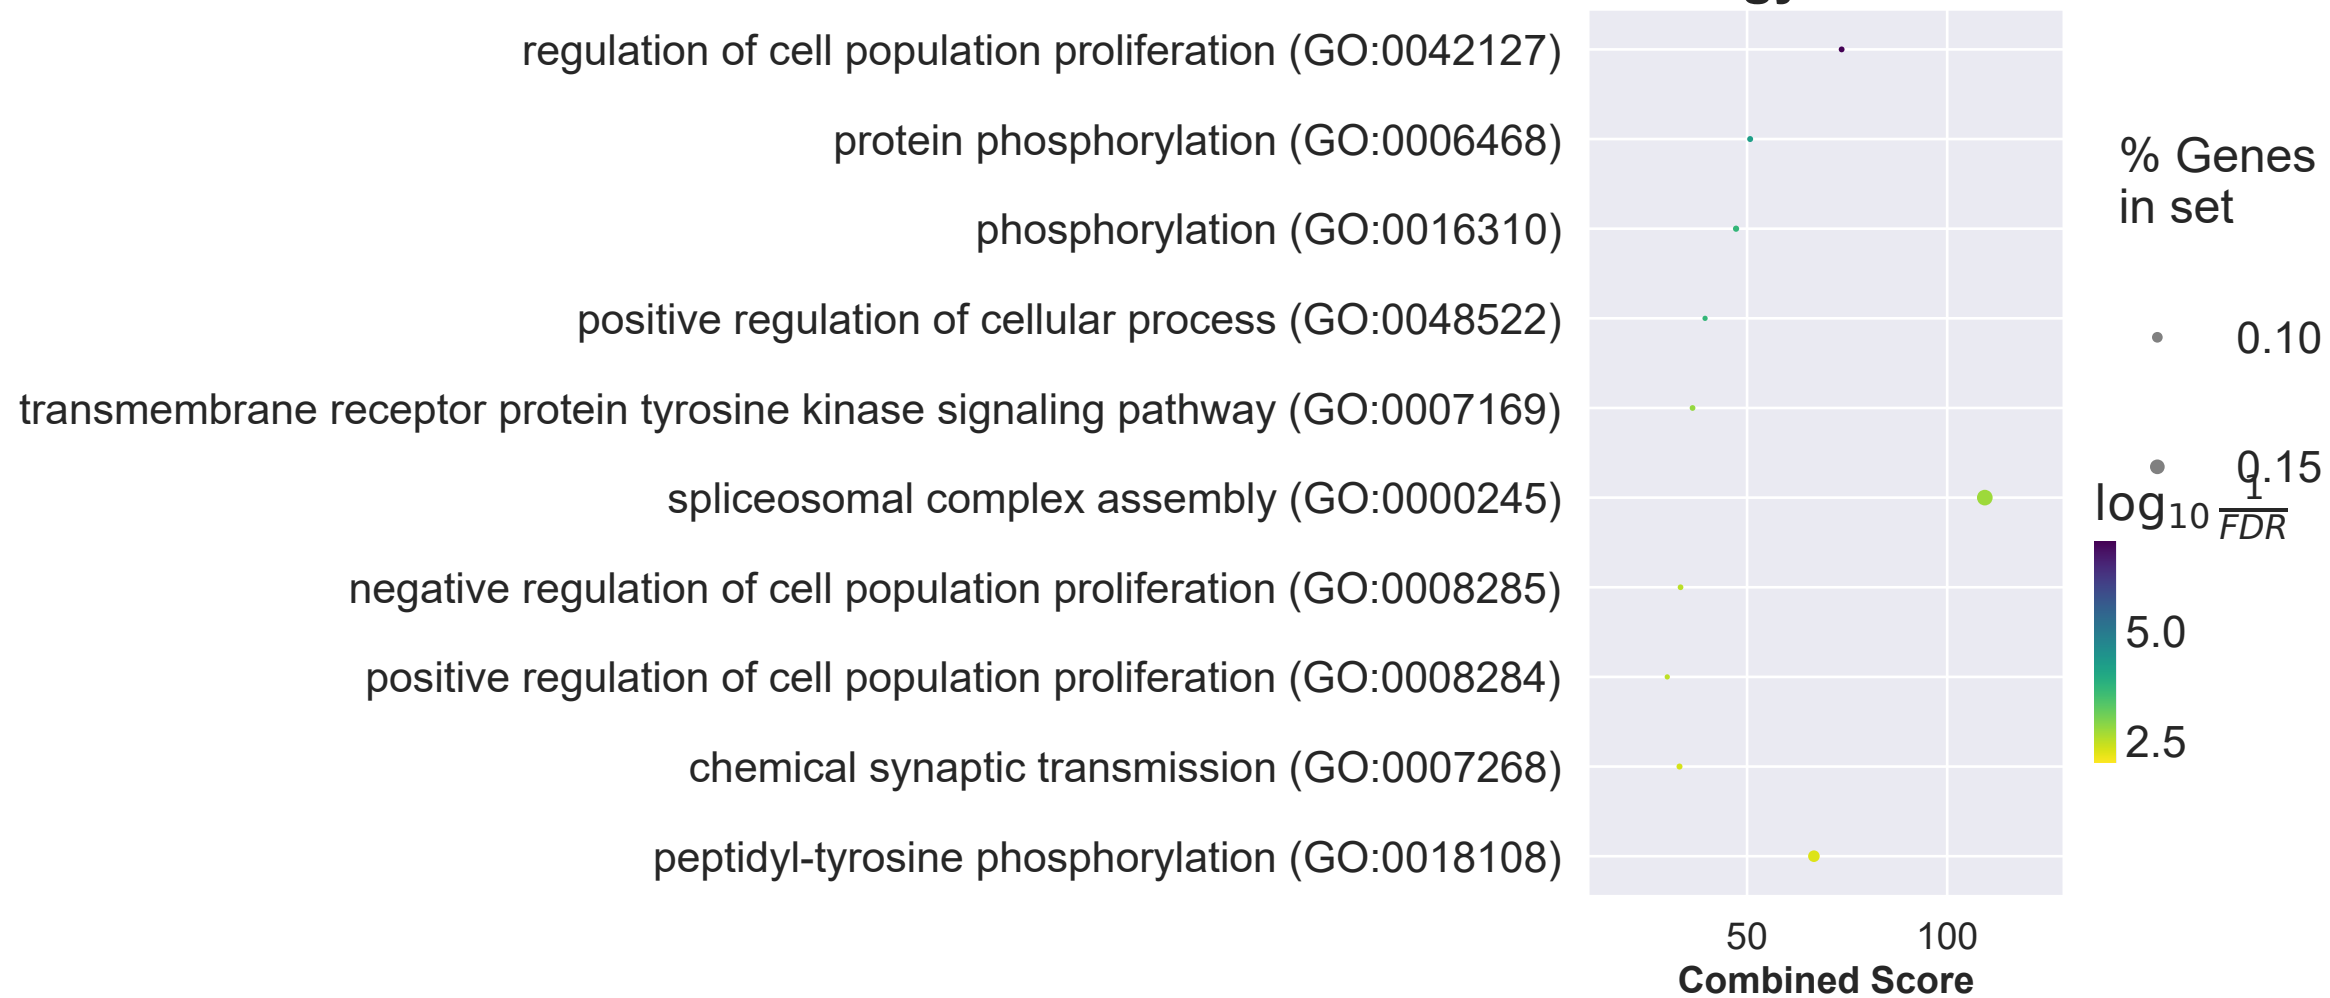 regulation of cell population proliferation (GO:0042127)
protein phosphorylation (GO:0006468)
phosphorylation (GO:0016310)
positive regulation of cellular process (GO:0048522)
transmembrane receptor protein tyrosine kinase signaling pathway (GO:0007169)
spliceosomal complex assembly (GO:0000245)
negative regulation of cell population proliferation (GO:0008285)
positive regulation of cell population proliferation (GO:0008284)
chemical synaptic transmission (GO:0007268)
peptidyl-tyrosine phosphorylation (GO:0018108)
50 100
Combined Score
% Genes
in set
0.10
0.15
log₁₀ 1/FDR
5.0
2.5